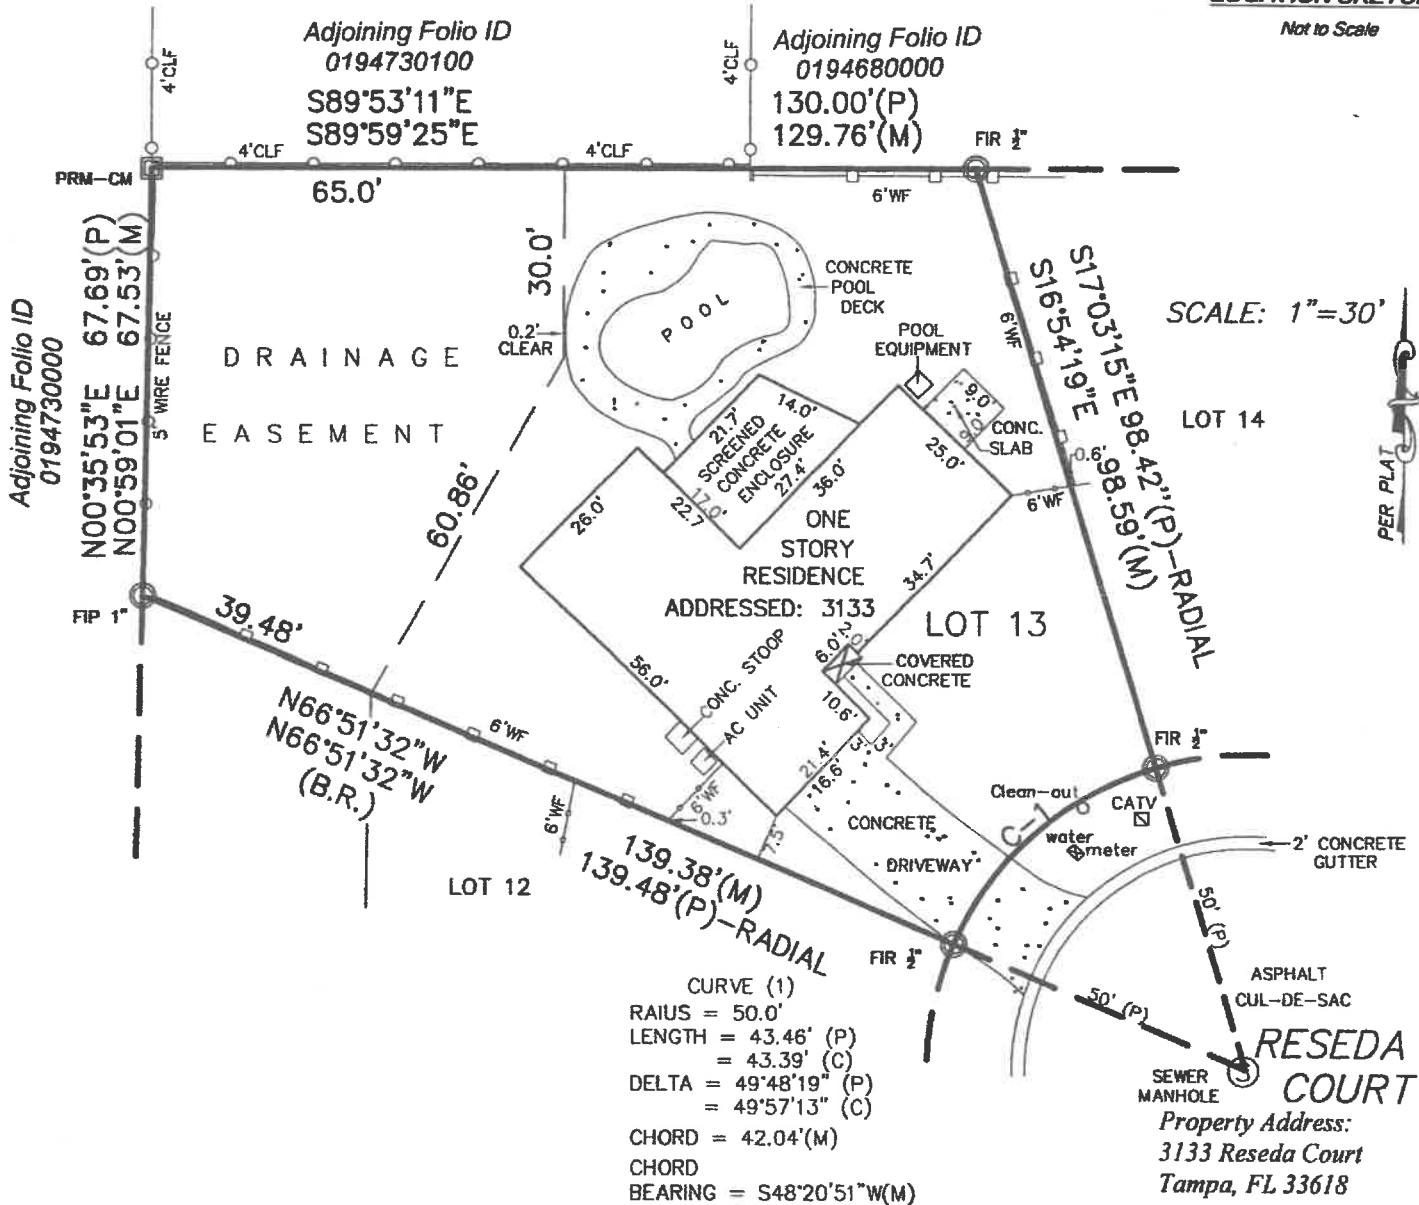 Not to Scale
Adjoining Folio ID
0194730100
S89°53'11"E
S89°59'25"E
Adjoining Folio ID
0194680000
130.00'(P)
129.76'(M)
4'CLF
4'CLF
4'CLF
4'CLF
FIR ½"
PRM-CM
65.0'
6'WF
30.0'
Adjoining Folio ID
0194730000
N00°35'53"E 67.69'(P)
N00°59'01"E 67.53'(M)
5' WIRE FENCE
DRAINAGE
EASEMENT
0.2'
CLEAR
POOL
CONCRETE
POOL
DECK
POOL
EQUIPMENT
6'WF
S17°03'15"E 98.42"(P)-RADIAL
S16°54'19"E 98.59'(M)
SCALE: 1"=30'
LOT 14
PER PLAT
9.0'
CONC.
SLAB
25.0'
0.6'
6'WF
21.7'
14.0'
SCREENED
CONCRETE
ENCLOSURE
27.4'
36.0'
17.0'
22.7
26.0'
60.86'
ONE
STORY
RESIDENCE
ADDRESSED: 3133
34.7'
LOT 13
FIP 1"
39.48'
56.0'
CONC. STOOP
AC UNIT
6.0'
COVERED
CONCRETE
10.6'
3'
3'
21.4'
16.6'
N66°51'32"W
N66°51'32"W
(B.R.)
6'WF
6'WF
6'WF
0.3'
7.5'
CONCRETE
DRIVEWAY
C-1
Clean-out
CATV
water
meter
FIR ½"
2' CONCRETE
GUTTER
LOT 12
139.38'(M)
139.48'(P)-RADIAL
FIR ½"
50' (P)
50' (P)
ASPHALT
CUL-DE-SAC
RESEDA
COURT
SEWER
MANHOLE
S
CURVE (1)
RAIUS = 50.0'
LENGTH = 43.46' (P)
= 43.39' (C)
DELTA = 49°48'19" (P)
= 49°57'13" (C)
CHORD = 42.04'(M)
CHORD
BEARING = S48°20'51"W(M)
Property Address:
3133 Reseda Court
Tampa, FL 33618